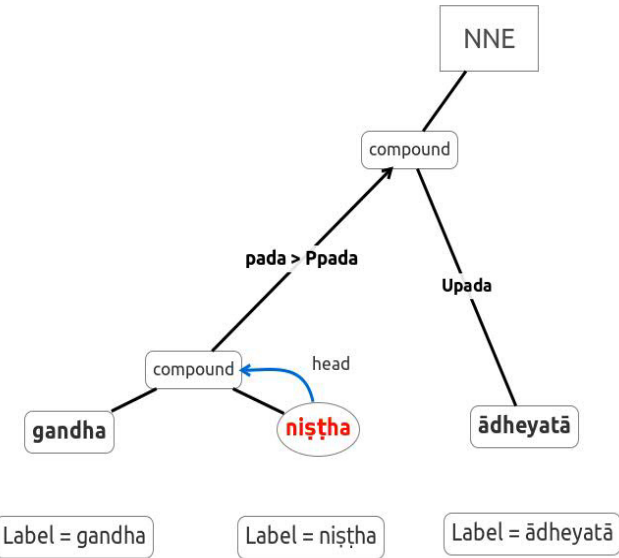 NNE
compound
pada > Ppada
Upada
compound
head
gandha
niṣṭha
ādheyatā
Label = gandha
Label = niṣṭha
Label = ādheyatā